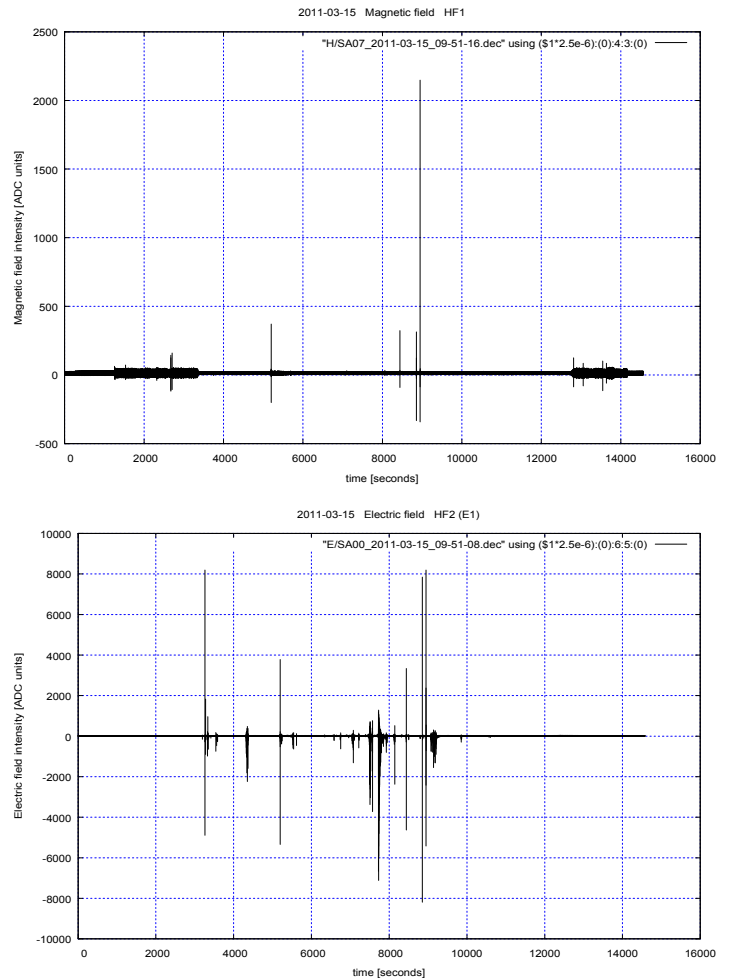 2011-03-15 Magnetic field HF1
2500
"H/SA07_2011-03-15_09-51-16.dec" using ($1*2.5e-6):(0):4:3:(0)
2000
1500
1000
500
0
-500
Magnetic field intensity [ADC units]
0 2000 4000 6000 8000 10000 12000 14000 16000
time [seconds]
2011-03-15 Electric field HF2 (E1)
10000
"E/SA00_2011-03-15_09-51-08.dec" using ($1*2.5e-6):(0):6:5:(0)
8000
6000
4000
2000
0
-2000
-4000
-6000
-8000
-10000
Electric field intensity [ADC units]
0 2000 4000 6000 8000 10000 12000 14000 16000
time [seconds]